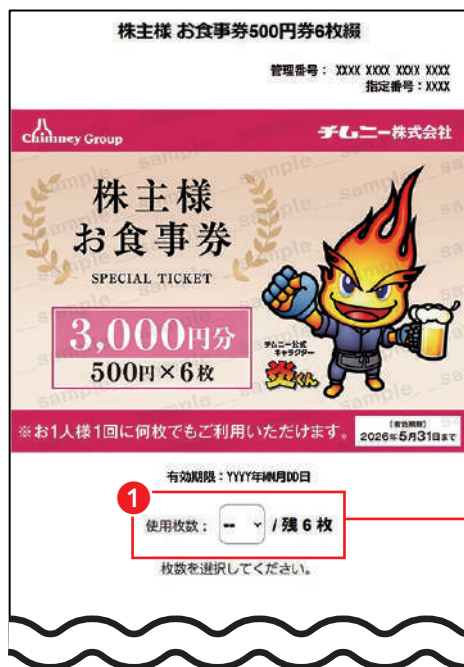 株主様 お食事券500円券6枚綴
管理番号： XXXX XXXX XXXX XXXX
指定番号：XXXX
Chimney Group
チムニー株式会社
株主様
お食事券
SPECIAL TICKET
3,000円分
500円×6枚
チムニー公式
キャラクター
炎くん
※お1人様1回に何枚でもご利用いただけます。
[有効期限]
2026年5月31日まで
有効期限：YYYY年MM月DD日
1
使用枚数： -- / 残 6 枚
枚数を選択してください。
sample